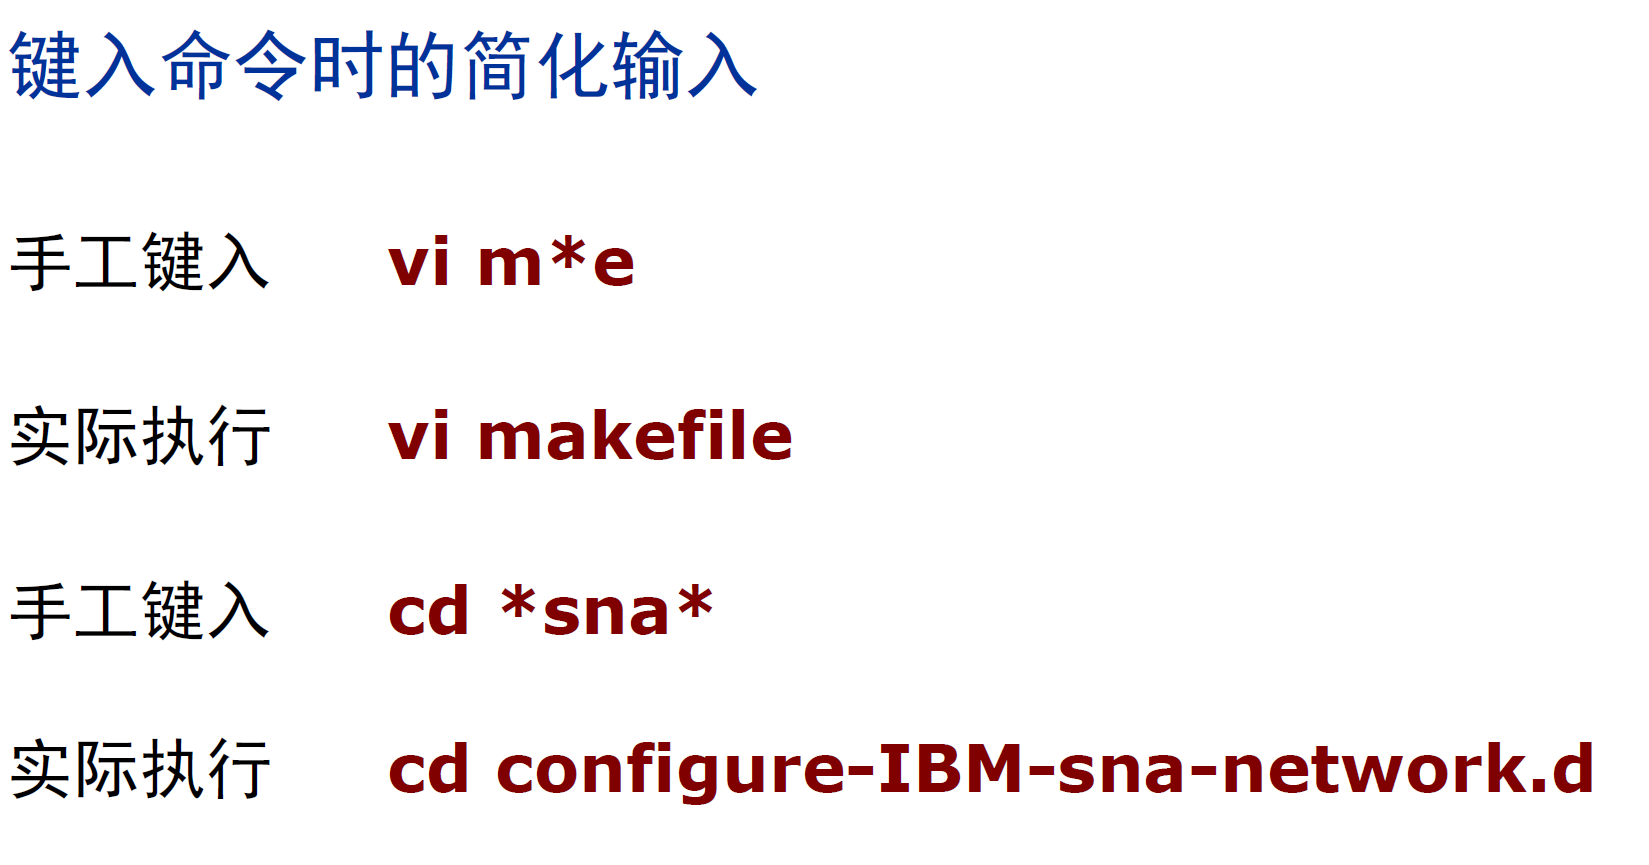 键入命令时的简化输入
手工键入 vi m*e
实际执行 vi makefile
手工键入 cd *sna*
实际执行 cd configure-IBM-sna-network.d